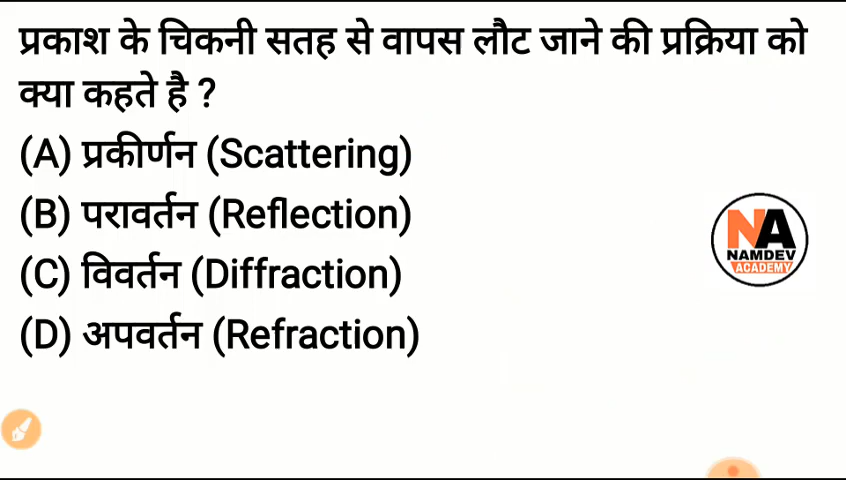 प्रकाश के चिकनी सतह से वापस लौट जाने की प्रक्रिया को
क्या कहते है ?
(A) प्रकीर्णन (Scattering)
(B) परावर्तन (Reflection)
(C) विवर्तन (Diffraction)
(D) अपवर्तन (Refraction)
NA
NAMDEV
ACADEMY